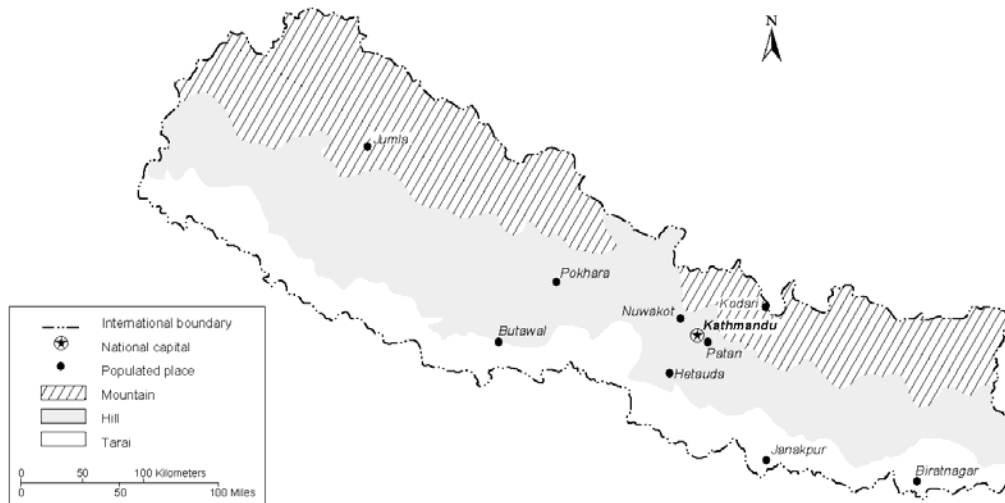 N
Jumla
Pokhara
Kodari
Nuwakot
Kathmandu
Butawal
Patan
Hetauda
Janakpur
Biratnagar
International boundary
National capital
Populated place
Mountain
Hill
Tarai
0 50 100 Kilometers
0 50 100 Miles